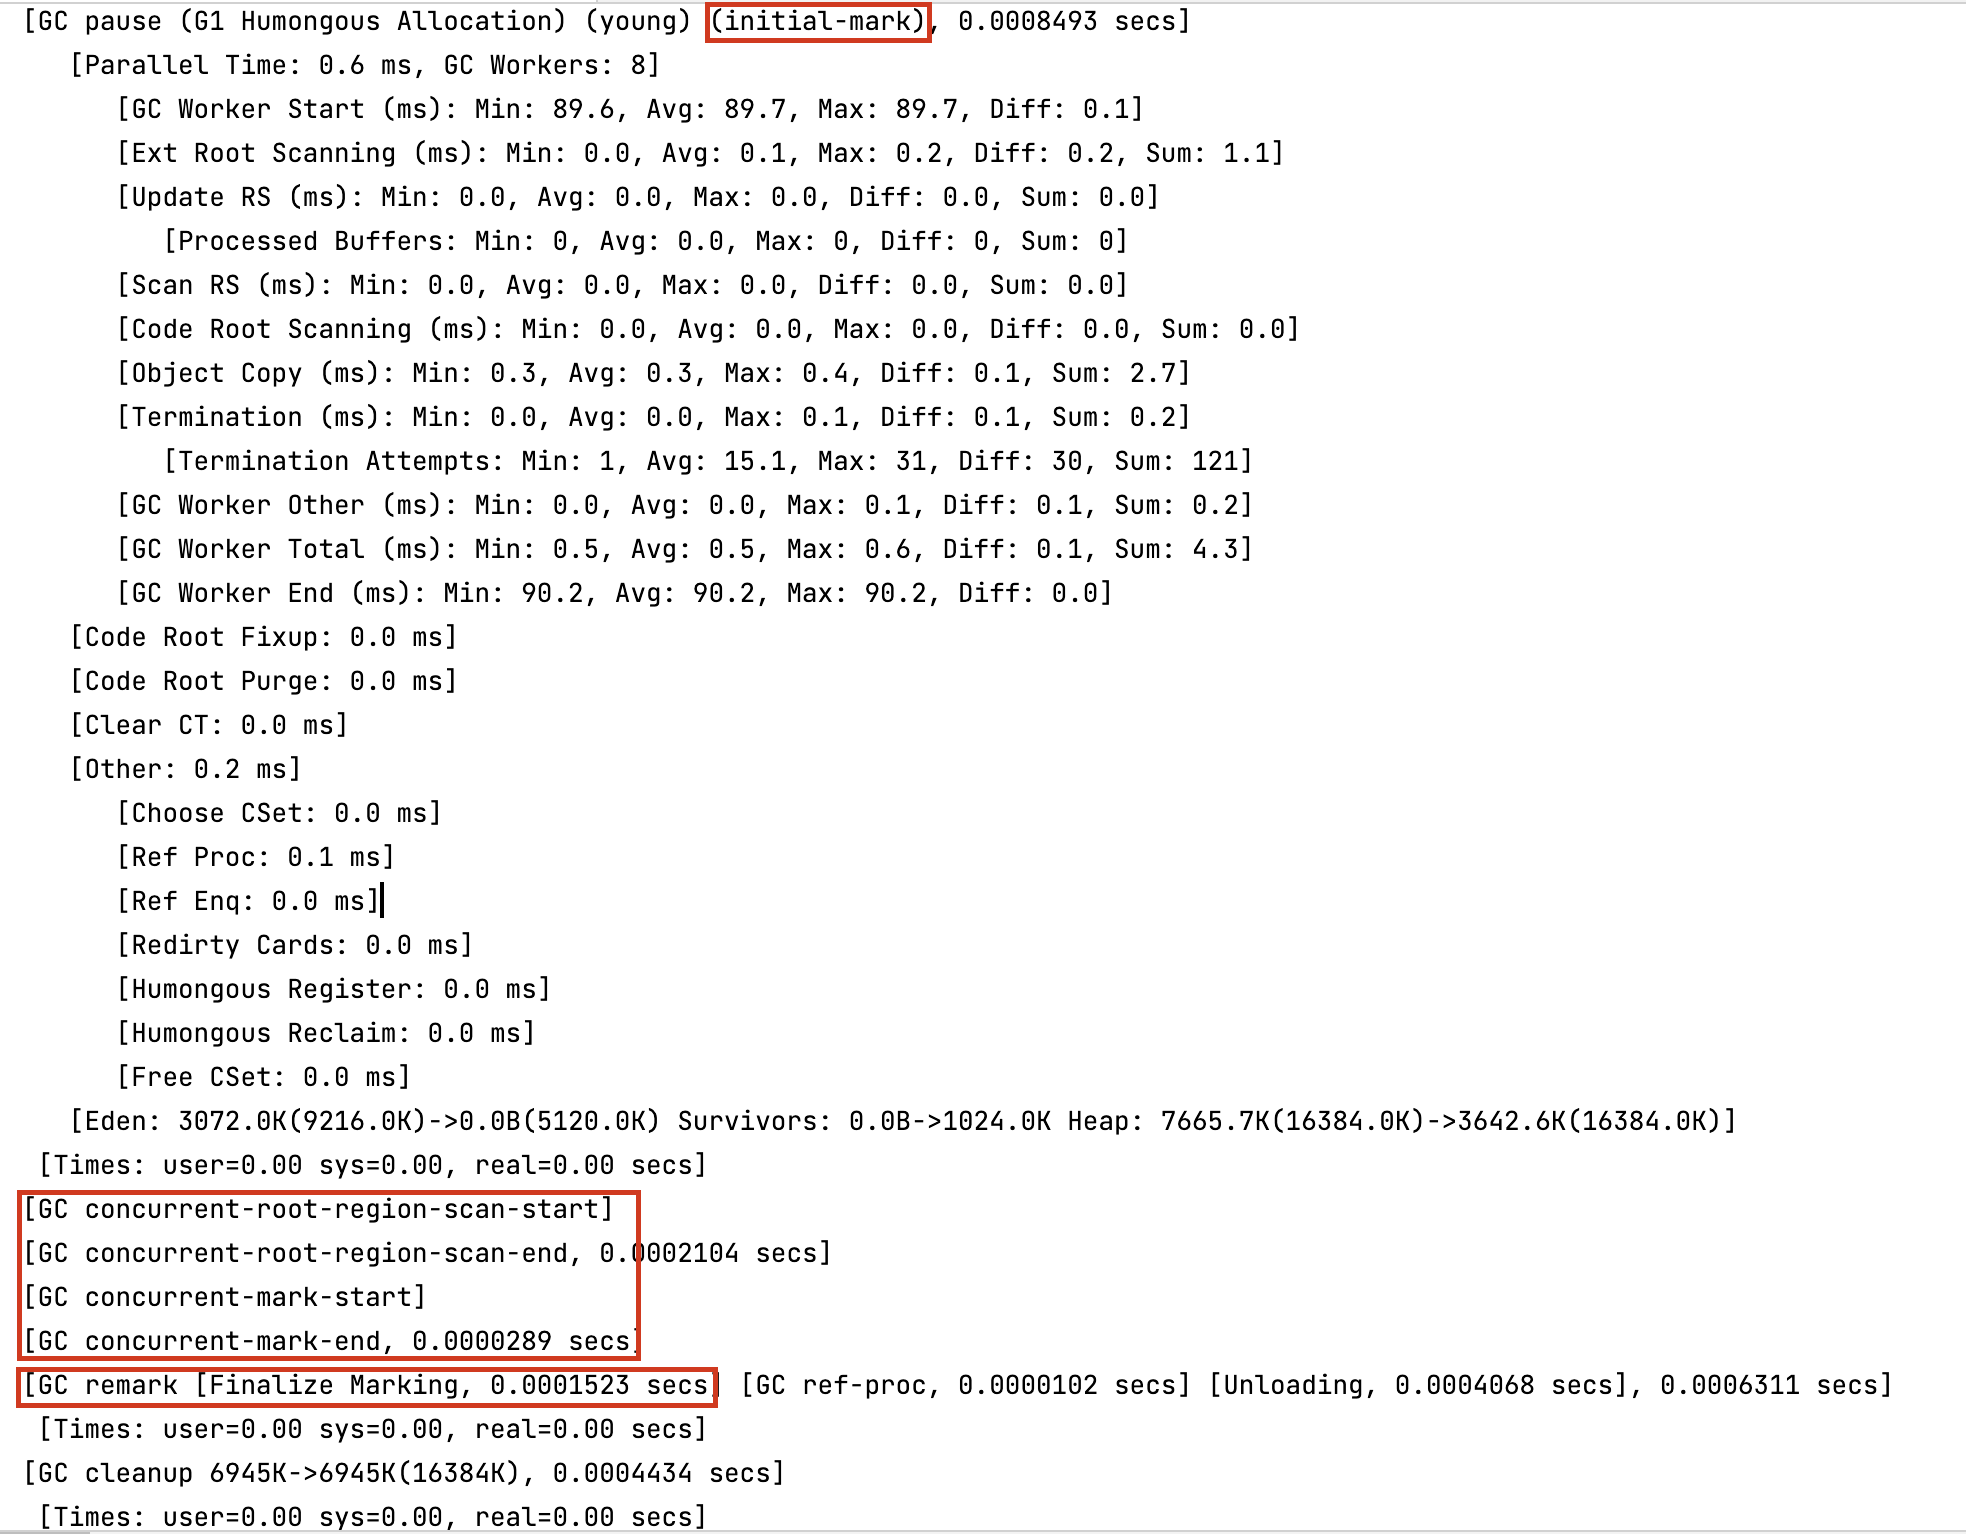 [GC pause (G1 Humongous Allocation) (young) (initial-mark), 0.0008493 secs]
[Parallel Time: 0.6 ms, GC Workers: 8]
[GC Worker Start (ms): Min: 89.6, Avg: 89.7, Max: 89.7, Diff: 0.1]
[Ext Root Scanning (ms): Min: 0.0, Avg: 0.1, Max: 0.2, Diff: 0.2, Sum: 1.1]
[Update RS (ms): Min: 0.0, Avg: 0.0, Max: 0.0, Diff: 0.0, Sum: 0.0]
[Processed Buffers: Min: 0, Avg: 0.0, Max: 0, Diff: 0, Sum: 0]
[Scan RS (ms): Min: 0.0, Avg: 0.0, Max: 0.0, Diff: 0.0, Sum: 0.0]
[Code Root Scanning (ms): Min: 0.0, Avg: 0.0, Max: 0.0, Diff: 0.0, Sum: 0.0]
[Object Copy (ms): Min: 0.3, Avg: 0.3, Max: 0.4, Diff: 0.1, Sum: 2.7]
[Termination (ms): Min: 0.0, Avg: 0.0, Max: 0.1, Diff: 0.1, Sum: 0.2]
[Termination Attempts: Min: 1, Avg: 15.1, Max: 31, Diff: 30, Sum: 121]
[GC Worker Other (ms): Min: 0.0, Avg: 0.0, Max: 0.1, Diff: 0.1, Sum: 0.2]
[GC Worker Total (ms): Min: 0.5, Avg: 0.5, Max: 0.6, Diff: 0.1, Sum: 4.3]
[GC Worker End (ms): Min: 90.2, Avg: 90.2, Max: 90.2, Diff: 0.0]
[Code Root Fixup: 0.0 ms]
[Code Root Purge: 0.0 ms]
[Clear CT: 0.0 ms]
[Other: 0.2 ms]
[Choose CSet: 0.0 ms]
[Ref Proc: 0.1 ms]
[Ref Enq: 0.0 ms]
[Redirty Cards: 0.0 ms]
[Humongous Register: 0.0 ms]
[Humongous Reclaim: 0.0 ms]
[Free CSet: 0.0 ms]
[Eden: 3072.0K(9216.0K)->0.0B(5120.0K) Survivors: 0.0B->1024.0K Heap: 7665.7K(16384.0K)->3642.6K(16384.0K)]
[Times: user=0.00 sys=0.00, real=0.00 secs]
[GC concurrent-root-region-scan-start]
[GC concurrent-root-region-scan-end, 0.0002104 secs]
[GC concurrent-mark-start]
[GC concurrent-mark-end, 0.0000289 secs]
[GC remark [Finalize Marking, 0.0001523 secs] [GC ref-proc, 0.0000102 secs] [Unloading, 0.0004068 secs], 0.0006311 secs]
[Times: user=0.00 sys=0.00, real=0.00 secs]
[GC cleanup 6945K->6945K(16384K), 0.0004434 secs]
[Times: user=0.00 sys=0.00, real=0.00 secs]